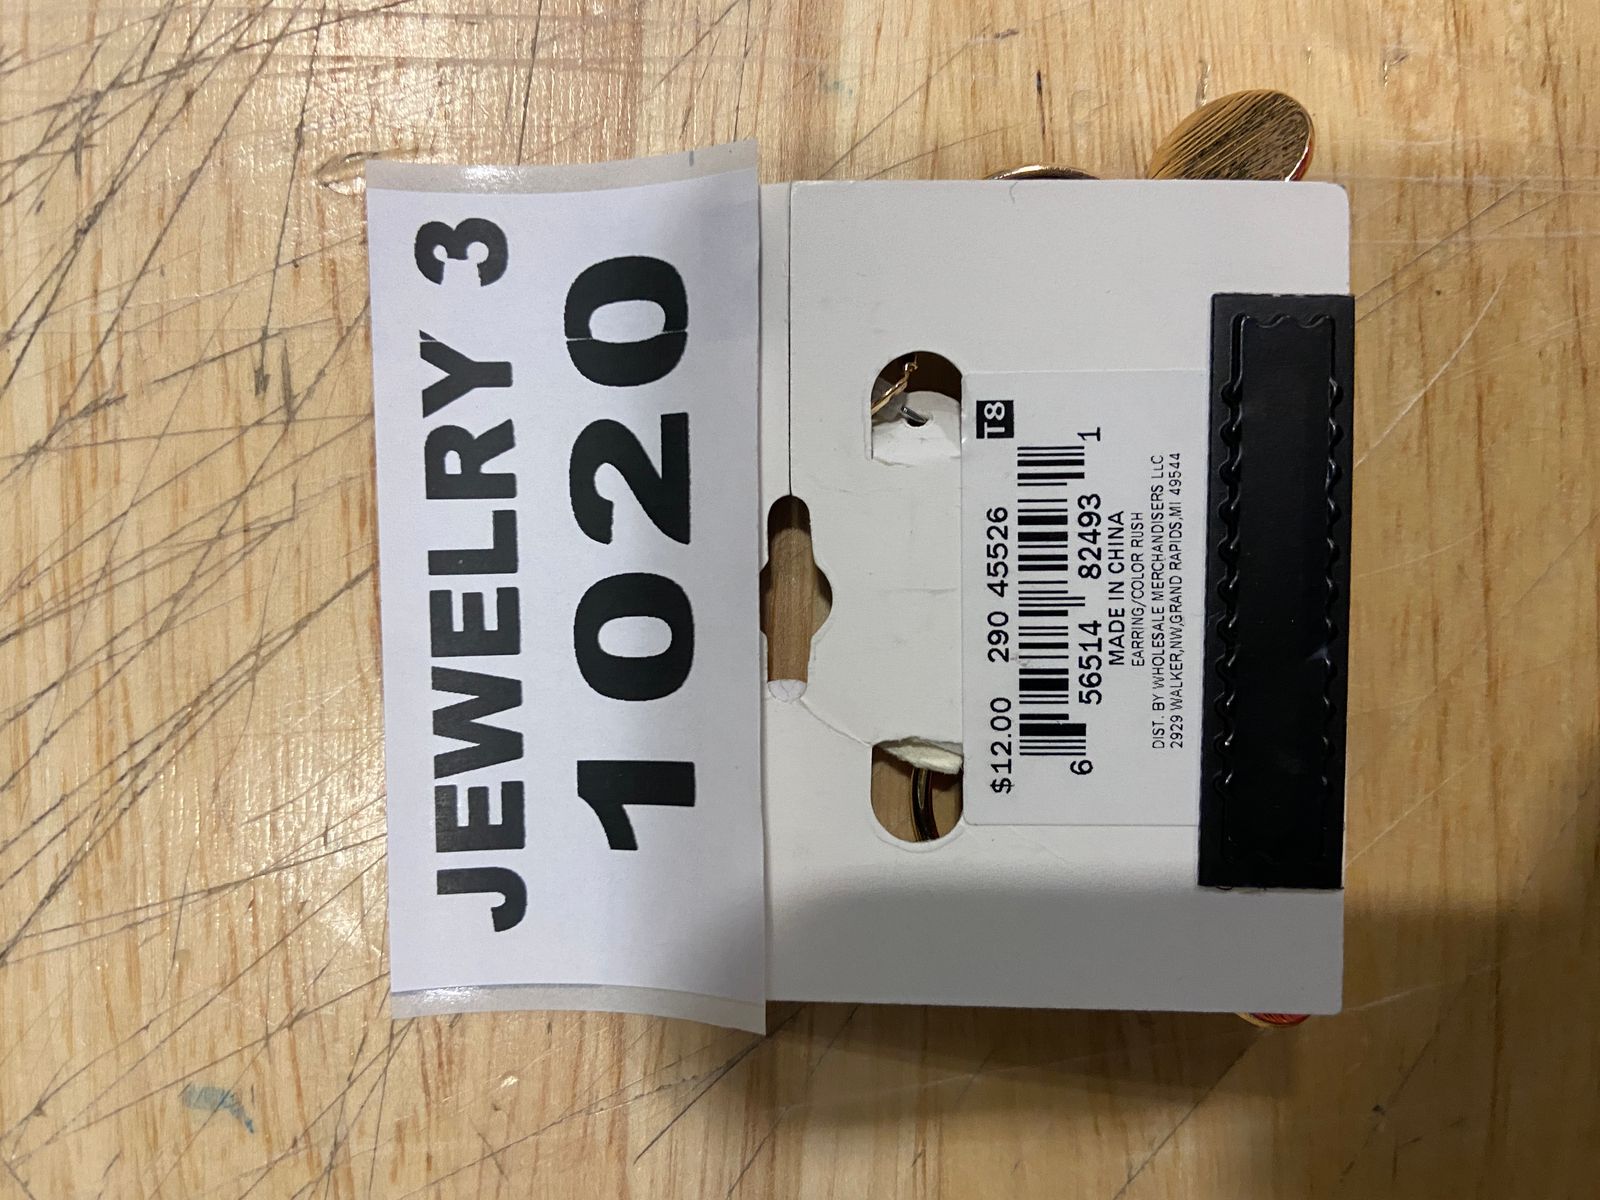 JEWELRY 3
1020
L8
$12.00 290 45526
6 56514 82493 1
MADE IN CHINA
EARRING/COLOR RUSH
DIST. BY WHOLESALE MERCHANDISERS LLC
2929 WALKER,NW,GRAND RAPIDS,MI 49544